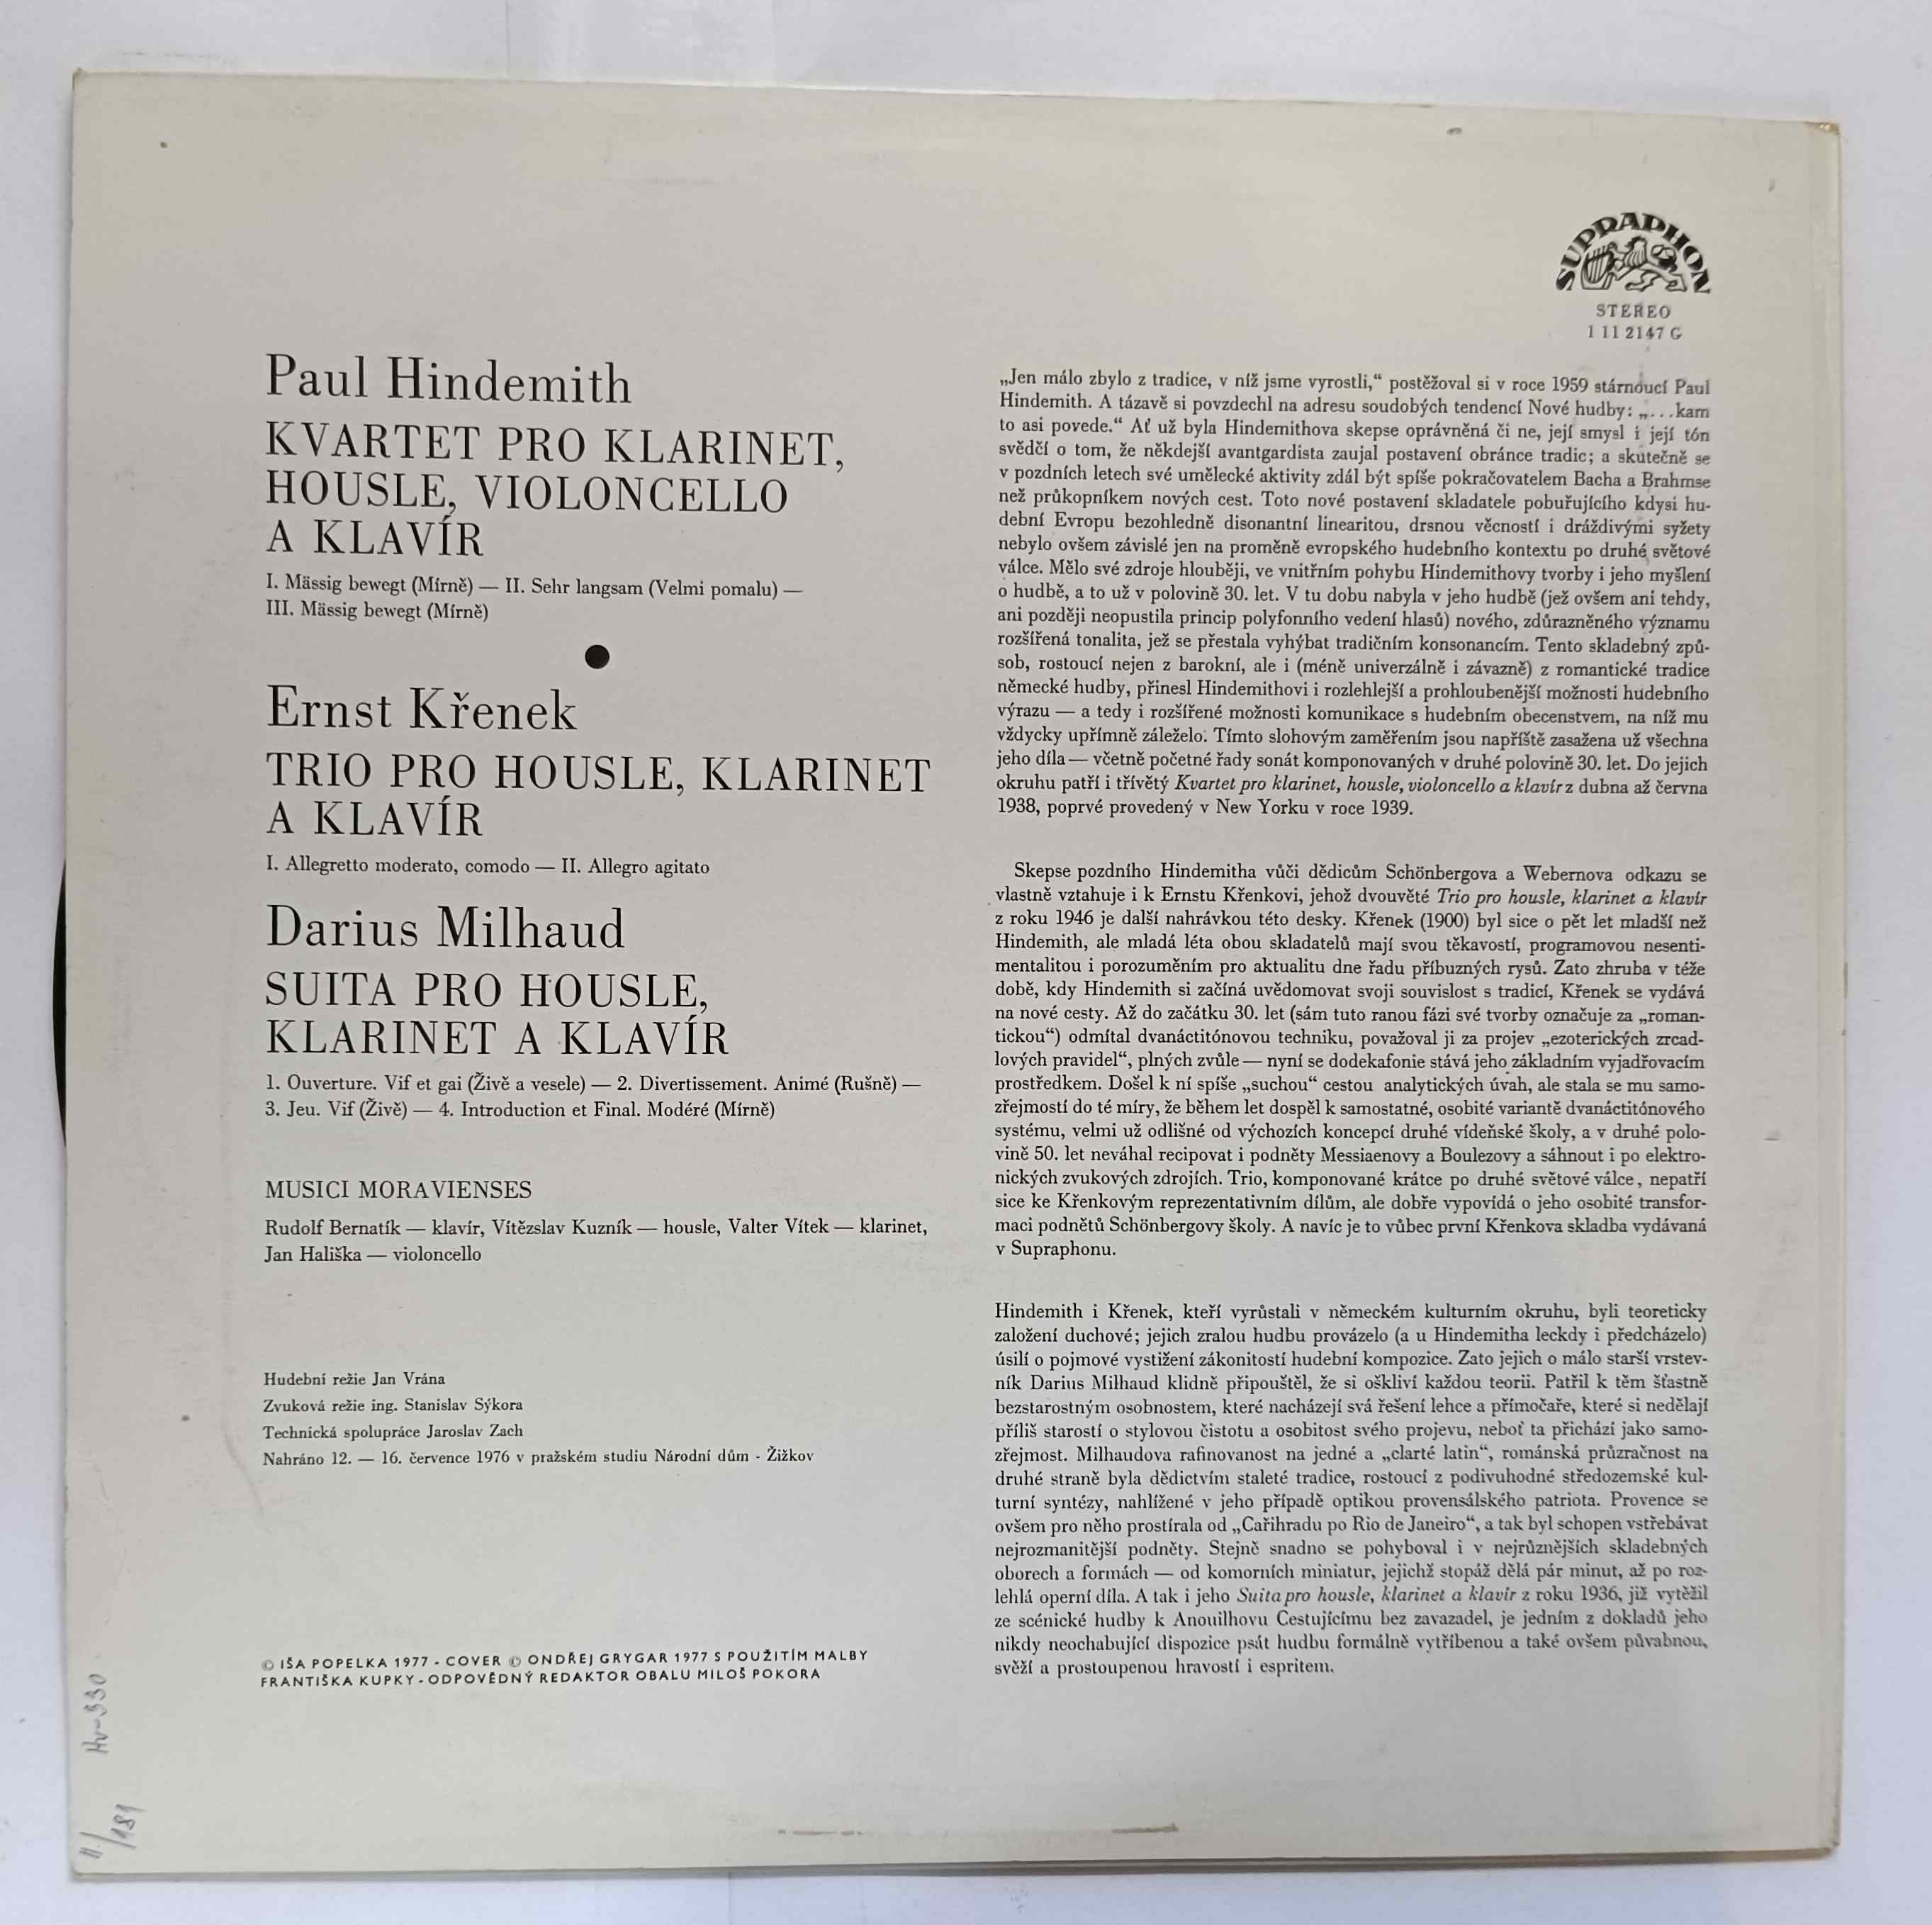 SUPRAPHON
STEREO
1 11 2147 G
Paul Hindemith
KVARTET PRO KLARINET,
HOUSLE, VIOLONCELLO
A KLAVÍR
I. Mässig bewegt (Mírně) — II. Sehr langsam (Velmi pomalu) —
III. Mässig bewegt (Mírně)
Ernst Křenek
TRIO PRO HOUSLE, KLARINET
A KLAVÍR
I. Allegretto moderato, comodo — II. Allegro agitato
Darius Milhaud
SUITA PRO HOUSLE,
KLARINET A KLAVÍR
1. Ouverture. Vif et gai (Živě a vesele) — 2. Divertissement. Animé (Rušně) —
3. Jeu. Vif (Živě) — 4. Introduction et Final. Modéré (Mírně)
MUSICI MORAVIENSES
Rudolf Bernatík — klavír, Vítězslav Kuzník — housle, Valter Vítek — klarinet,
Jan Hališka — violoncello
Hudební režie Jan Vrána
Zvuková režie ing. Stanislav Sýkora
Technická spolupráce Jaroslav Zach
Nahráno 12. — 16. července 1976 v pražském studiu Národní dům - Žižkov
© IŠA POPELKA 1977 - COVER © ONDŘEJ GRYGAR 1977 S POUŽITÍM MALBY
FRANTIŠKA KUPKY - ODPOVĚDNÝ REDAKTOR OBALU MILOŠ POKORA
„Jen málo zbylo z tradice, v níž jsme vyrostli,“ postěžoval si v roce 1959 stárnoucí Paul
Hindemith. A tázavě si povzdechl na adresu soudobých tendencí Nové hudby: „...kam
to asi povede.“ Ať už byla Hindemithova skepse oprávněná či ne, její smysl i její tón
svědčí o tom, že někdejší avantgardista zaujal postavení obránce tradic; a skutečně se
v pozdních letech své umělecké aktivity zdál být spíše pokračovatelem Bacha a Brahmse
než průkopníkem nových cest. Toto nové postavení skladatele pobuřujícího kdysi hu-
dební Evropu bezohledně disonantní linearitou, drsnou věcností i dráždivými syžety
nebylo ovšem závislé jen na proměně evropského hudebního kontextu po druhé světové
válce. Mělo své zdroje hlouběji, ve vnitřním pohybu Hindemithovy tvorby i jeho myšlení
o hudbě, a to už v polovině 30. let. V tu dobu nabyla v jeho hudbě (jež ovšem ani tehdy,
ani později neopustila princip polyfonního vedení hlasů) nového, zdůrazněného významu
rozšířená tonalita, jež se přestala vyhýbat tradičním konsonancím. Tento skladebný způ-
sob, rostoucí nejen z barokní, ale i (méně univerzálně i závazně) z romantické tradice
německé hudby, přinesl Hindemithovi i rozlehlejší a prohloubenější možnosti hudebního
výrazu — a tedy i rozšířené možnosti komunikace s hudebním obecenstvem, na níž mu
vždycky upřímně záleželo. Tímto slohovým zaměřením jsou napříště zasažena už všechna
jeho díla — včetně početné řady sonát komponovaných v druhé polovině 30. let. Do jejich
okruhu patří i třívětý Kvartet pro klarinet, housle, violoncello a klavír z dubna až června
1938, poprvé provedený v New Yorku v roce 1939.
Skepse pozdního Hindemitha vůči dědicům Schönbergova a Webernova odkazu se
vlastně vztahuje i k Ernstu Křenkovi, jehož dvouvěté Trio pro housle, klarinet a klavír
z roku 1946 je další nahrávkou této desky. Křenek (1900) byl sice o pět let mladší než
Hindemith, ale mladá léta obou skladatelů mají svou těkavostí, programovou nesenti-
mentalitou i porozuměním pro aktualitu dne řadu příbuzných rysů. Zato zhruba v téže
době, kdy Hindemith si začíná uvědomovat svoji souvislost s tradicí, Křenek se vydává
na nové cesty. Až do začátku 30. let (sám tuto ranou fázi své tvorby označuje za „roman-
tickou“) odmítal dvanáctitónovou techniku, považoval ji za projev „ezoterických zrcad-
lových pravidel“, plných zvůle — nyní se dodekafonie stává jeho základním vyjadřovacím
prostředkem. Došel k ní spíše „suchou“ cestou analytických úvah, ale stala se mu samo-
zřejmostí do té míry, že během let dospěl k samostatné, osobité variantě dvanáctitónového
systému, velmi už odlišné od výchozích koncepcí druhé vídeňské školy, a v druhé polo-
vině 50. let neváhal recipovat i podněty Messiaenovy a Boulezovy a sáhnout i po elektro-
nických zvukových zdrojích. Trio, komponované krátce po druhé světové válce, nepatří
sice ke Křenkovým reprezentativním dílům, ale dobře vypovídá o jeho osobité transfor-
maci podnětů Schönbergovy školy. A navíc je to vůbec první Křenkova skladba vydávaná
v Supraphonu.
Hindemith i Křenek, kteří vyrůstali v německém kulturním okruhu, byli teoreticky
založení duchové; jejich zralou hudbu provázelo (a u Hindemitha leckdy i předcházelo)
úsilí o pojmové vystižení zákonitostí hudební kompozice. Zato jejich o málo starší vrstev-
ník Darius Milhaud klidně připouštěl, že si oškliví každou teorii. Patřil k těm šťastně
bezstarostným osobnostem, které nacházejí svá řešení lehce a přímočaře, které si nedělají
příliš starostí o stylovou čistotu a osobitost svého projevu, neboť ta přichází jako samo-
zřejmost. Milhaudova rafinovanost na jedné a „clarté latin“, románská průzračnost na
druhé straně byla dědictvím staleté tradice, rostoucí z podivuhodné středozemské kul-
turní syntézy, nahlížené v jeho případě optikou provensálského patriota. Provence se
ovšem pro něho prostírala od „Cařihradu po Rio de Janeiro“, a tak byl schopen vstřebávat
nejrozmanitější podněty. Stejně snadno se pohyboval i v nejrůznějších skladebných
oborech a formách — od komorních miniatur, jejichž stopáž dělá pár minut, až po roz-
lehlá operní díla. A tak i jeho Suita pro housle, klarinet a klavír z roku 1936, již vytěžil
ze scénické hudby k Anouilhovu Cestujícímu bez zavazadel, je jedním z dokladů jeho
nikdy neochabující dispozice psát hudbu formálně vytříbenou a také ovšem půvabnou,
svěží a prostoupenou hravostí i espritem.
Hv-330
II/181